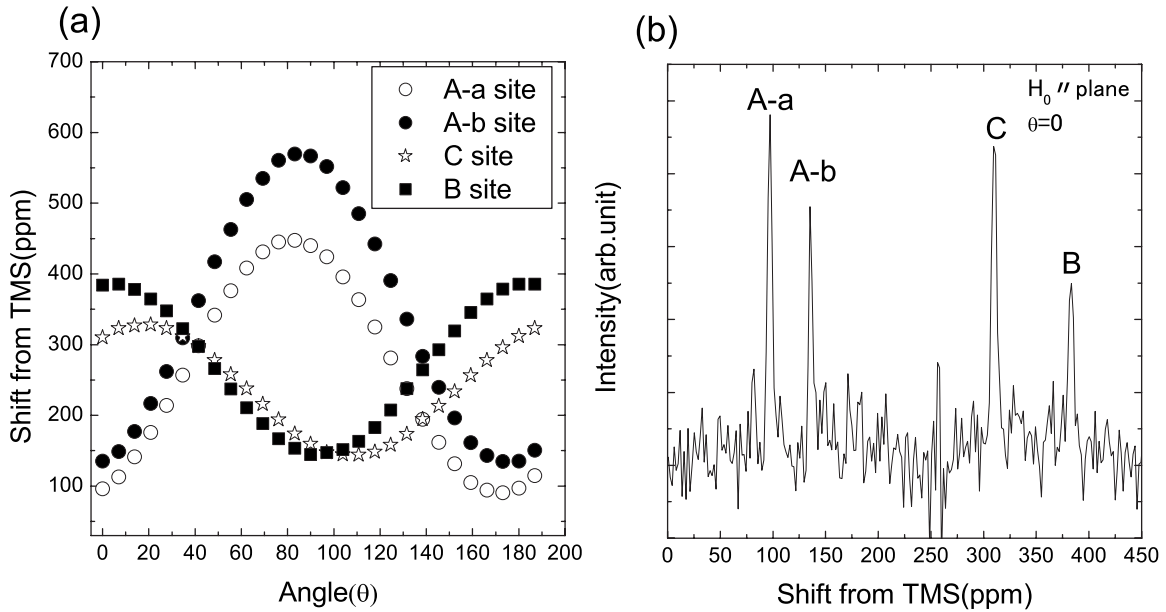 (a)
700
600
500
400
300
200
100
0 20 40 60 80 100 120 140 160 180 200
Shift from TMS(ppm)
Angle(θ)
A-a site
A-b site
C site
B site
(b)
H0 〃 plane
θ=0
A-a
A-b
C
B
Intensity(arb.unit)
0 50 100 150 200 250 300 350 400 450
Shift from TMS(ppm)